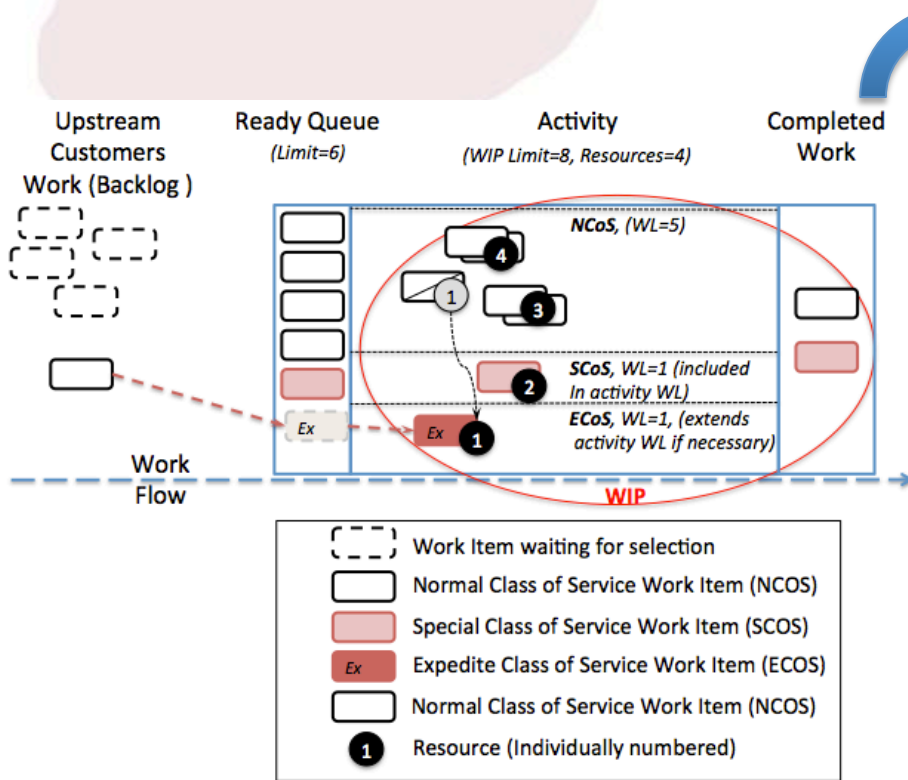 Upstream
Customers
Work (Backlog )
Ready Queue
(Limit=6)
Activity
(WIP Limit=8, Resources=4)
Completed
Work
NCoS, (WL=5)
4
1
3
SCoS, WL=1 (included
In activity WL)
2
ECoS, WL=1, (extends
activity WL if necessary)
Ex
Ex
1
Work
Flow
WIP
Work Item waiting for selection
Normal Class of Service Work Item (NCOS)
Special Class of Service Work Item (SCOS)
Ex Expedite Class of Service Work Item (ECOS)
Normal Class of Service Work Item (NCOS)
1 Resource (Individually numbered)